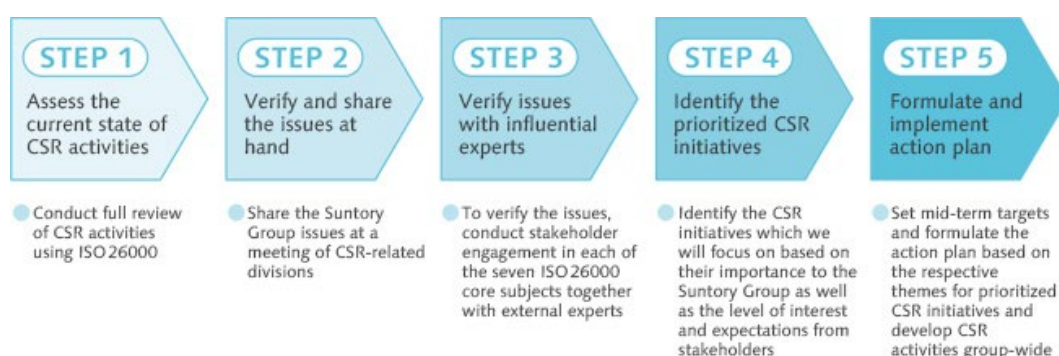 STEP 1
Assess the
current state of
CSR activities
Conduct full review
of CSR activities
using ISO26000
STEP 2
Verify and share
the issues at
hand
Share the Suntory
Group issues at a
meeting of CSR-related
divisions
STEP 3
Verify issues
with influential
experts
To verify the issues,
conduct stakeholder
engagement in each of
the seven ISO26000
core subjects together
with external experts
STEP 4
Identify the
prioritized CSR
initiatives
Identify the CSR
initiatives which we
will focus on based on
their importance to the
Suntory Group as well
as the level of interest
and expectations from
stakeholders
STEP 5
Formulate and
implement
action plan
Set mid-term targets
and formulate the
action plan based on
the respective
themes for prioritized
CSR initiatives and
develop CSR
activities group-wide